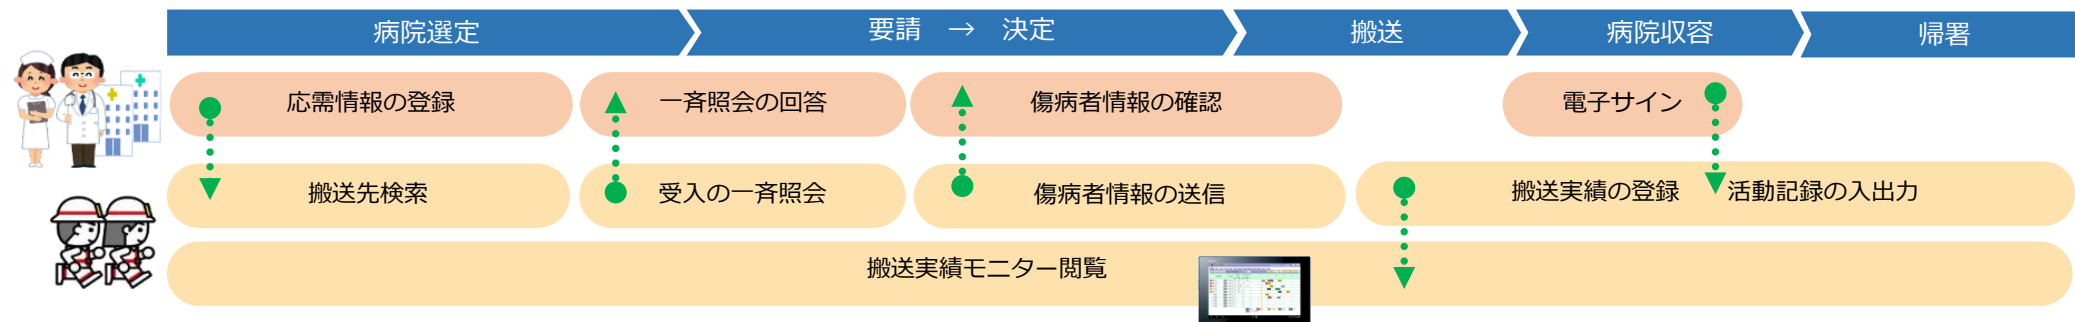 病院選定
要請 → 決定
搬送
病院収容
帰署
応需情報の登録
一斉照会の回答
傷病者情報の確認
電子サイン
搬送先検索
受入の一斉照会
傷病者情報の送信
搬送実績の登録
活動記録の入出力
搬送実績モニター閲覧